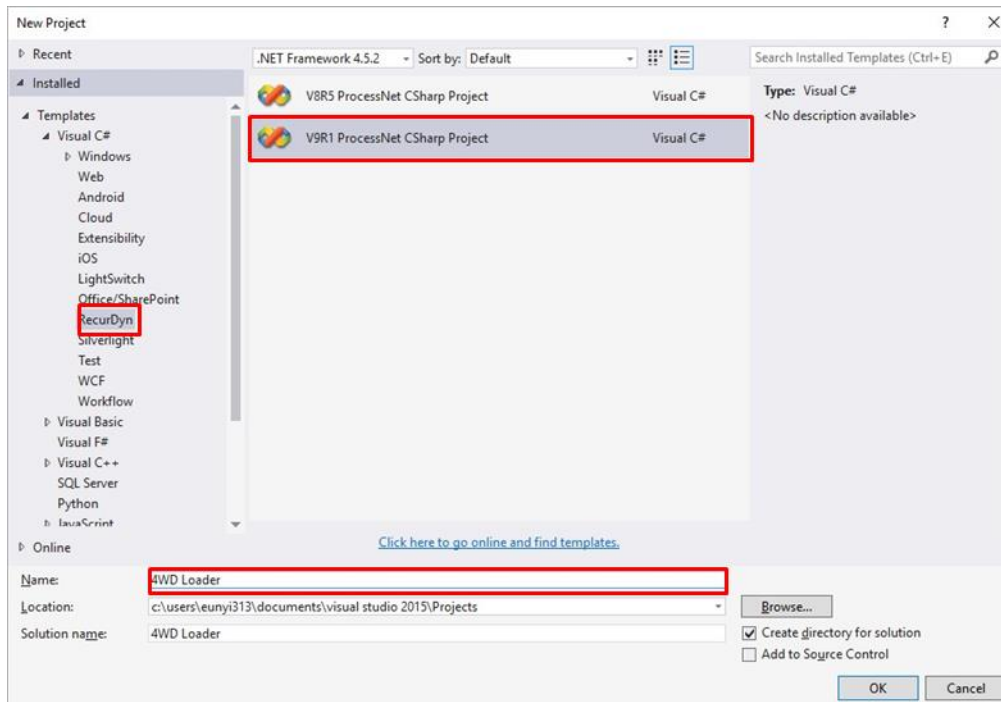 New Project
?
Recent
.NET Framework 4.5.2 Sort by: Default
Search Installed Templates (Ctrl+E)
Installed
Templates
Visual C#
Windows
Web
Android
Cloud
Extensibility
iOS
LightSwitch
Office/SharePoint
RecurDyn
Silverlight
Test
WCF
Workflow
Visual Basic
Visual F#
Visual C++
SQL Server
Python
JavaScript
Online
V8R5 ProcessNet CSharp Project Visual C#
V9R1 ProcessNet CSharp Project Visual C#
Type: Visual C#
<No description available>
Click here to go online and find templates.
Name: 4WD Loader
Location: c:\users\eunyi313\documents\visual studio 2015\Projects
Browse...
Solution name: 4WD Loader
Create directory for solution
Add to Source Control
OK Cancel